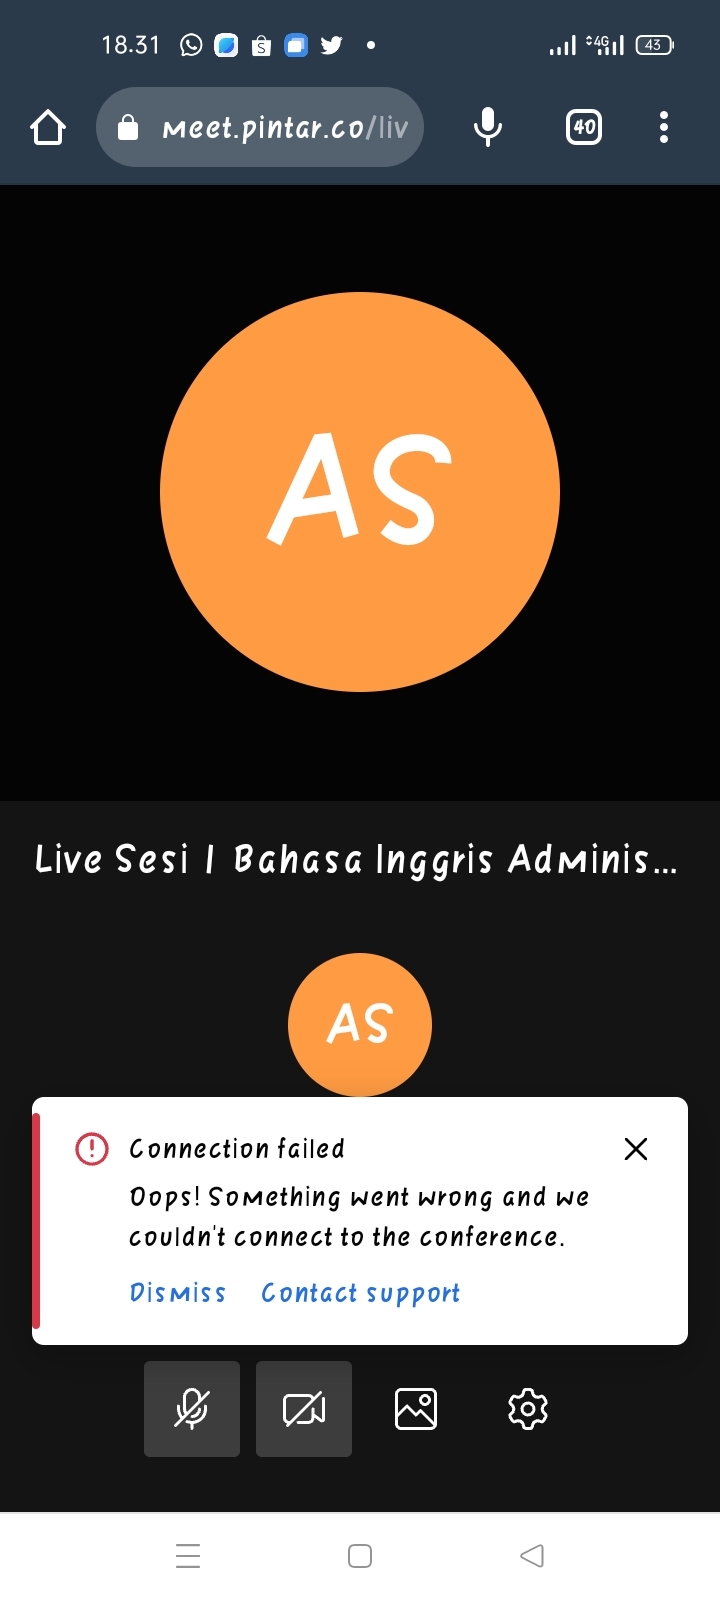 18.31
4G
43
meet.pintar.co/liv
40
AS
Live Sesi 1 Bahasa Inggris Adminis...
AS
Connection failed
Oops! Something went wrong and we
couldn't connect to the conference.
Dismiss Contact support